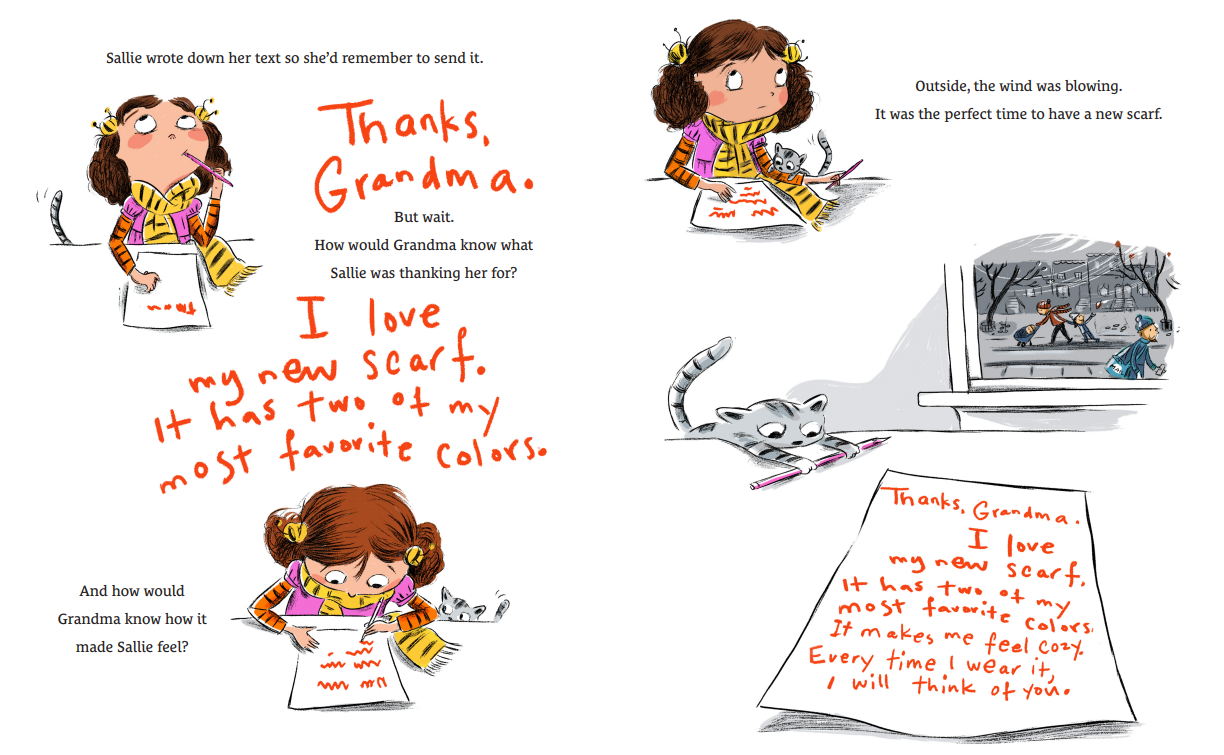 Sallie wrote down her text so she’d remember to send it.
Thanks,
Grandma.
But wait.
How would Grandma know what
Sallie was thanking her for?
I love
my new scarf.
It has two of my
most favorite colors.
And how would
Grandma know how it
made Sallie feel?
Outside, the wind was blowing.
It was the perfect time to have a new scarf.
Thanks, Grandma.
I love
my new scarf.
It has two of my
most favorite colors.
It makes me feel cozy.
Every time I wear it,
I will think of you.